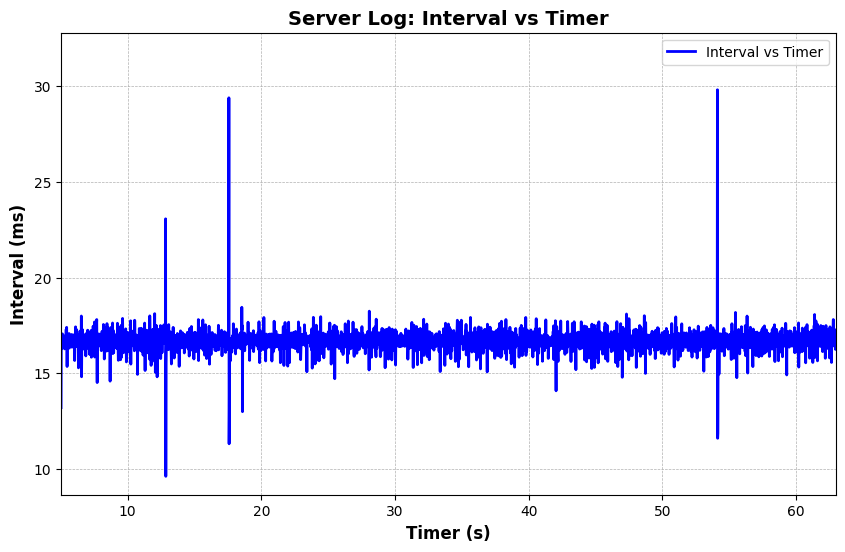 Server Log: Interval vs Timer
Interval vs Timer
30
25
20
15
10
Interval (ms)
10 20 30 40 50 60
Timer (s)